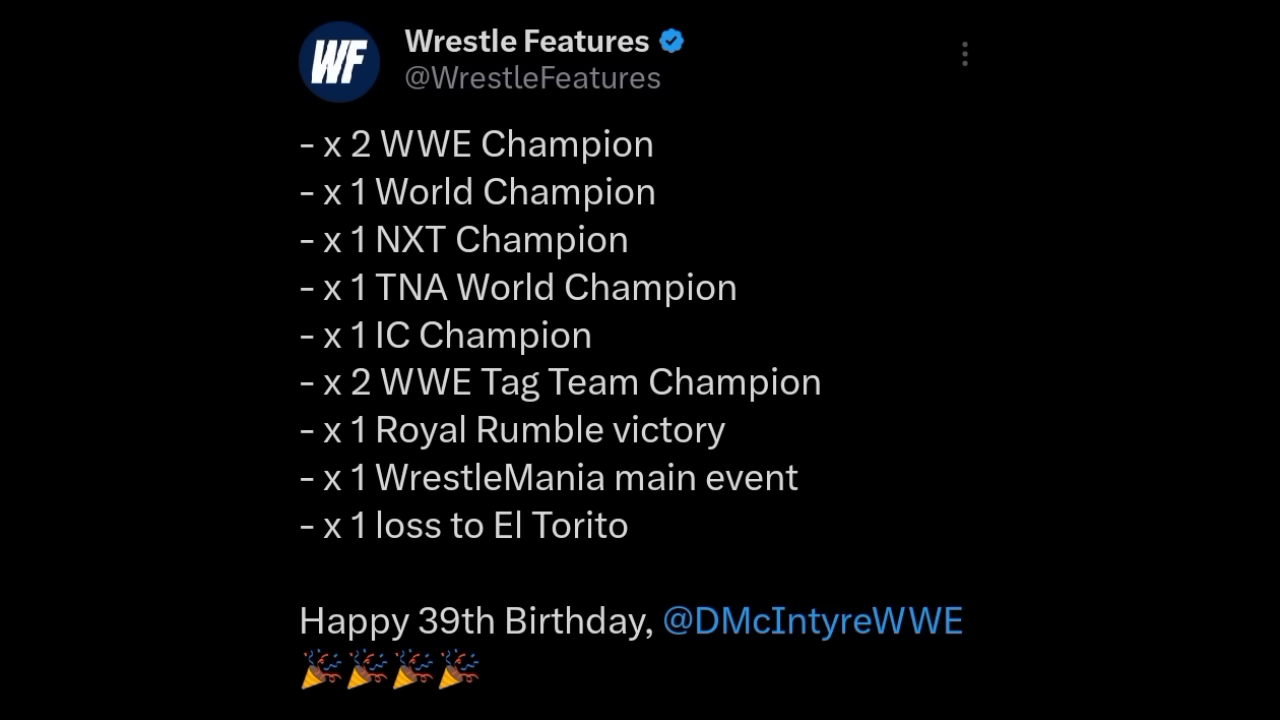 WF
Wrestle Features
@WrestleFeatures
- x 2 WWE Champion
- x 1 World Champion
- x 1 NXT Champion
- x 1 TNA World Champion
- x 1 IC Champion
- x 2 WWE Tag Team Champion
- x 1 Royal Rumble victory
- x 1 WrestleMania main event
- x 1 loss to El Torito
Happy 39th Birthday, @DMcIntyreWWE
🎉🎉🎉🎉